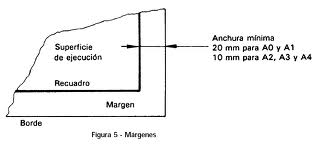 Superficie
de ejecución
Recuadro
Margen
Borde
Anchura mínima
20 mm para A0 y A1
10 mm para A2, A3 y A4
Figura 5 - Margenes